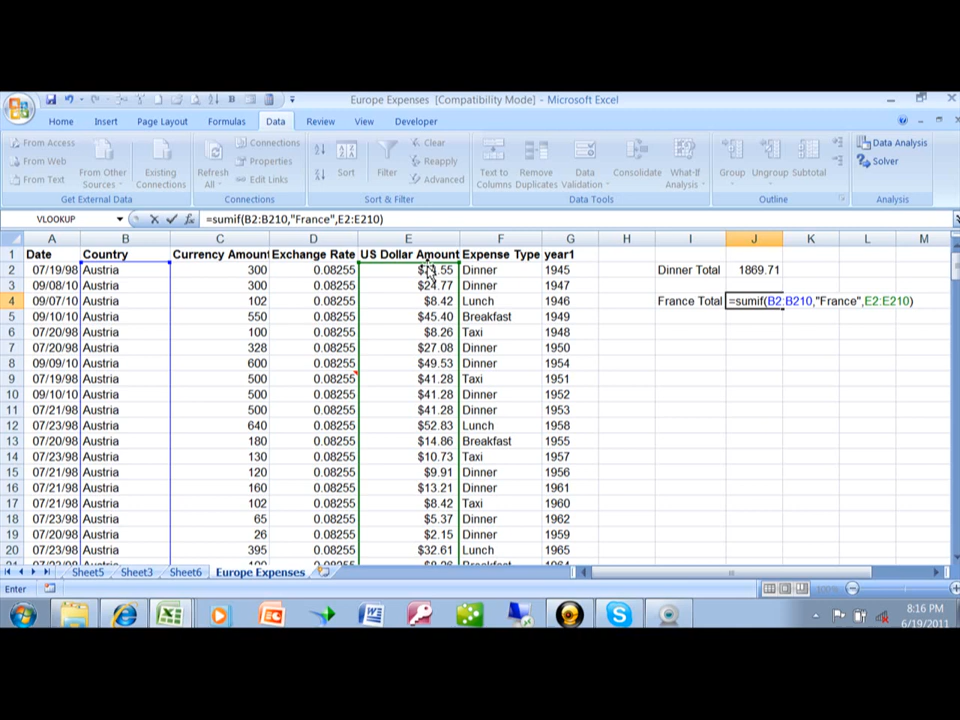 Europe Expenses [Compatibility Mode] - Microsoft Excel
Home Insert Page Layout Formulas Data Review View Developer
From Access
From Web
From Text
From Other Sources
Existing Connections
Get External Data
Refresh All
Connections
Properties
Edit Links
Connections
Sort
Filter
Clear
Reapply
Advanced
Sort & Filter
Text to Columns
Remove Duplicates
Data Validation
Consolidate
What-If Analysis
Data Tools
Group
Ungroup
Subtotal
Outline
Data Analysis
Solver
Analysis
VLOOKUP =sumif(B2:B210,"France",E2:E210)
A B C D E F G H I J K L M
1 Date Country Currency Amount Exchange Rate US Dollar Amount Expense Type year1
2 07/19/98 Austria 300 0.08255 Dinner 1945 Dinner Total 1869.71
3 09/08/10 Austria 300 0.08255 $24.77 Dinner 1947
4 09/07/10 Austria 102 0.08255 $8.42 Lunch 1946 France Total =sumif(B2:B210,"France",E2:E210)
5 09/10/10 Austria 550 0.08255 $45.40 Breakfast 1949
6 07/20/98 Austria 100 0.08255 $8.26 Taxi 1948
7 07/20/98 Austria 328 0.08255 $27.08 Dinner 1950
8 09/09/10 Austria 600 0.08255 $49.53 Dinner 1954
9 07/19/98 Austria 500 0.08255 $41.28 Taxi 1951
10 09/10/10 Austria 500 0.08255 $41.28 Dinner 1952
11 07/21/98 Austria 500 0.08255 $41.28 Dinner 1953
12 07/23/98 Austria 640 0.08255 $52.83 Lunch 1958
13 07/20/98 Austria 180 0.08255 $14.86 Breakfast 1955
14 07/23/98 Austria 130 0.08255 $10.73 Taxi 1957
15 07/21/98 Austria 120 0.08255 $9.91 Dinner 1956
16 07/21/98 Austria 160 0.08255 $13.21 Dinner 1961
17 07/21/98 Austria 102 0.08255 $8.42 Taxi 1960
18 07/23/98 Austria 65 0.08255 $5.37 Dinner 1962
19 07/20/98 Austria 26 0.08255 $2.15 Dinner 1959
20 07/23/98 Austria 395 0.08255 $32.61 Lunch 1965
Sheet5 Sheet3 Sheet6 Europe Expenses
Enter 100%
8:16 PM
6/19/2011